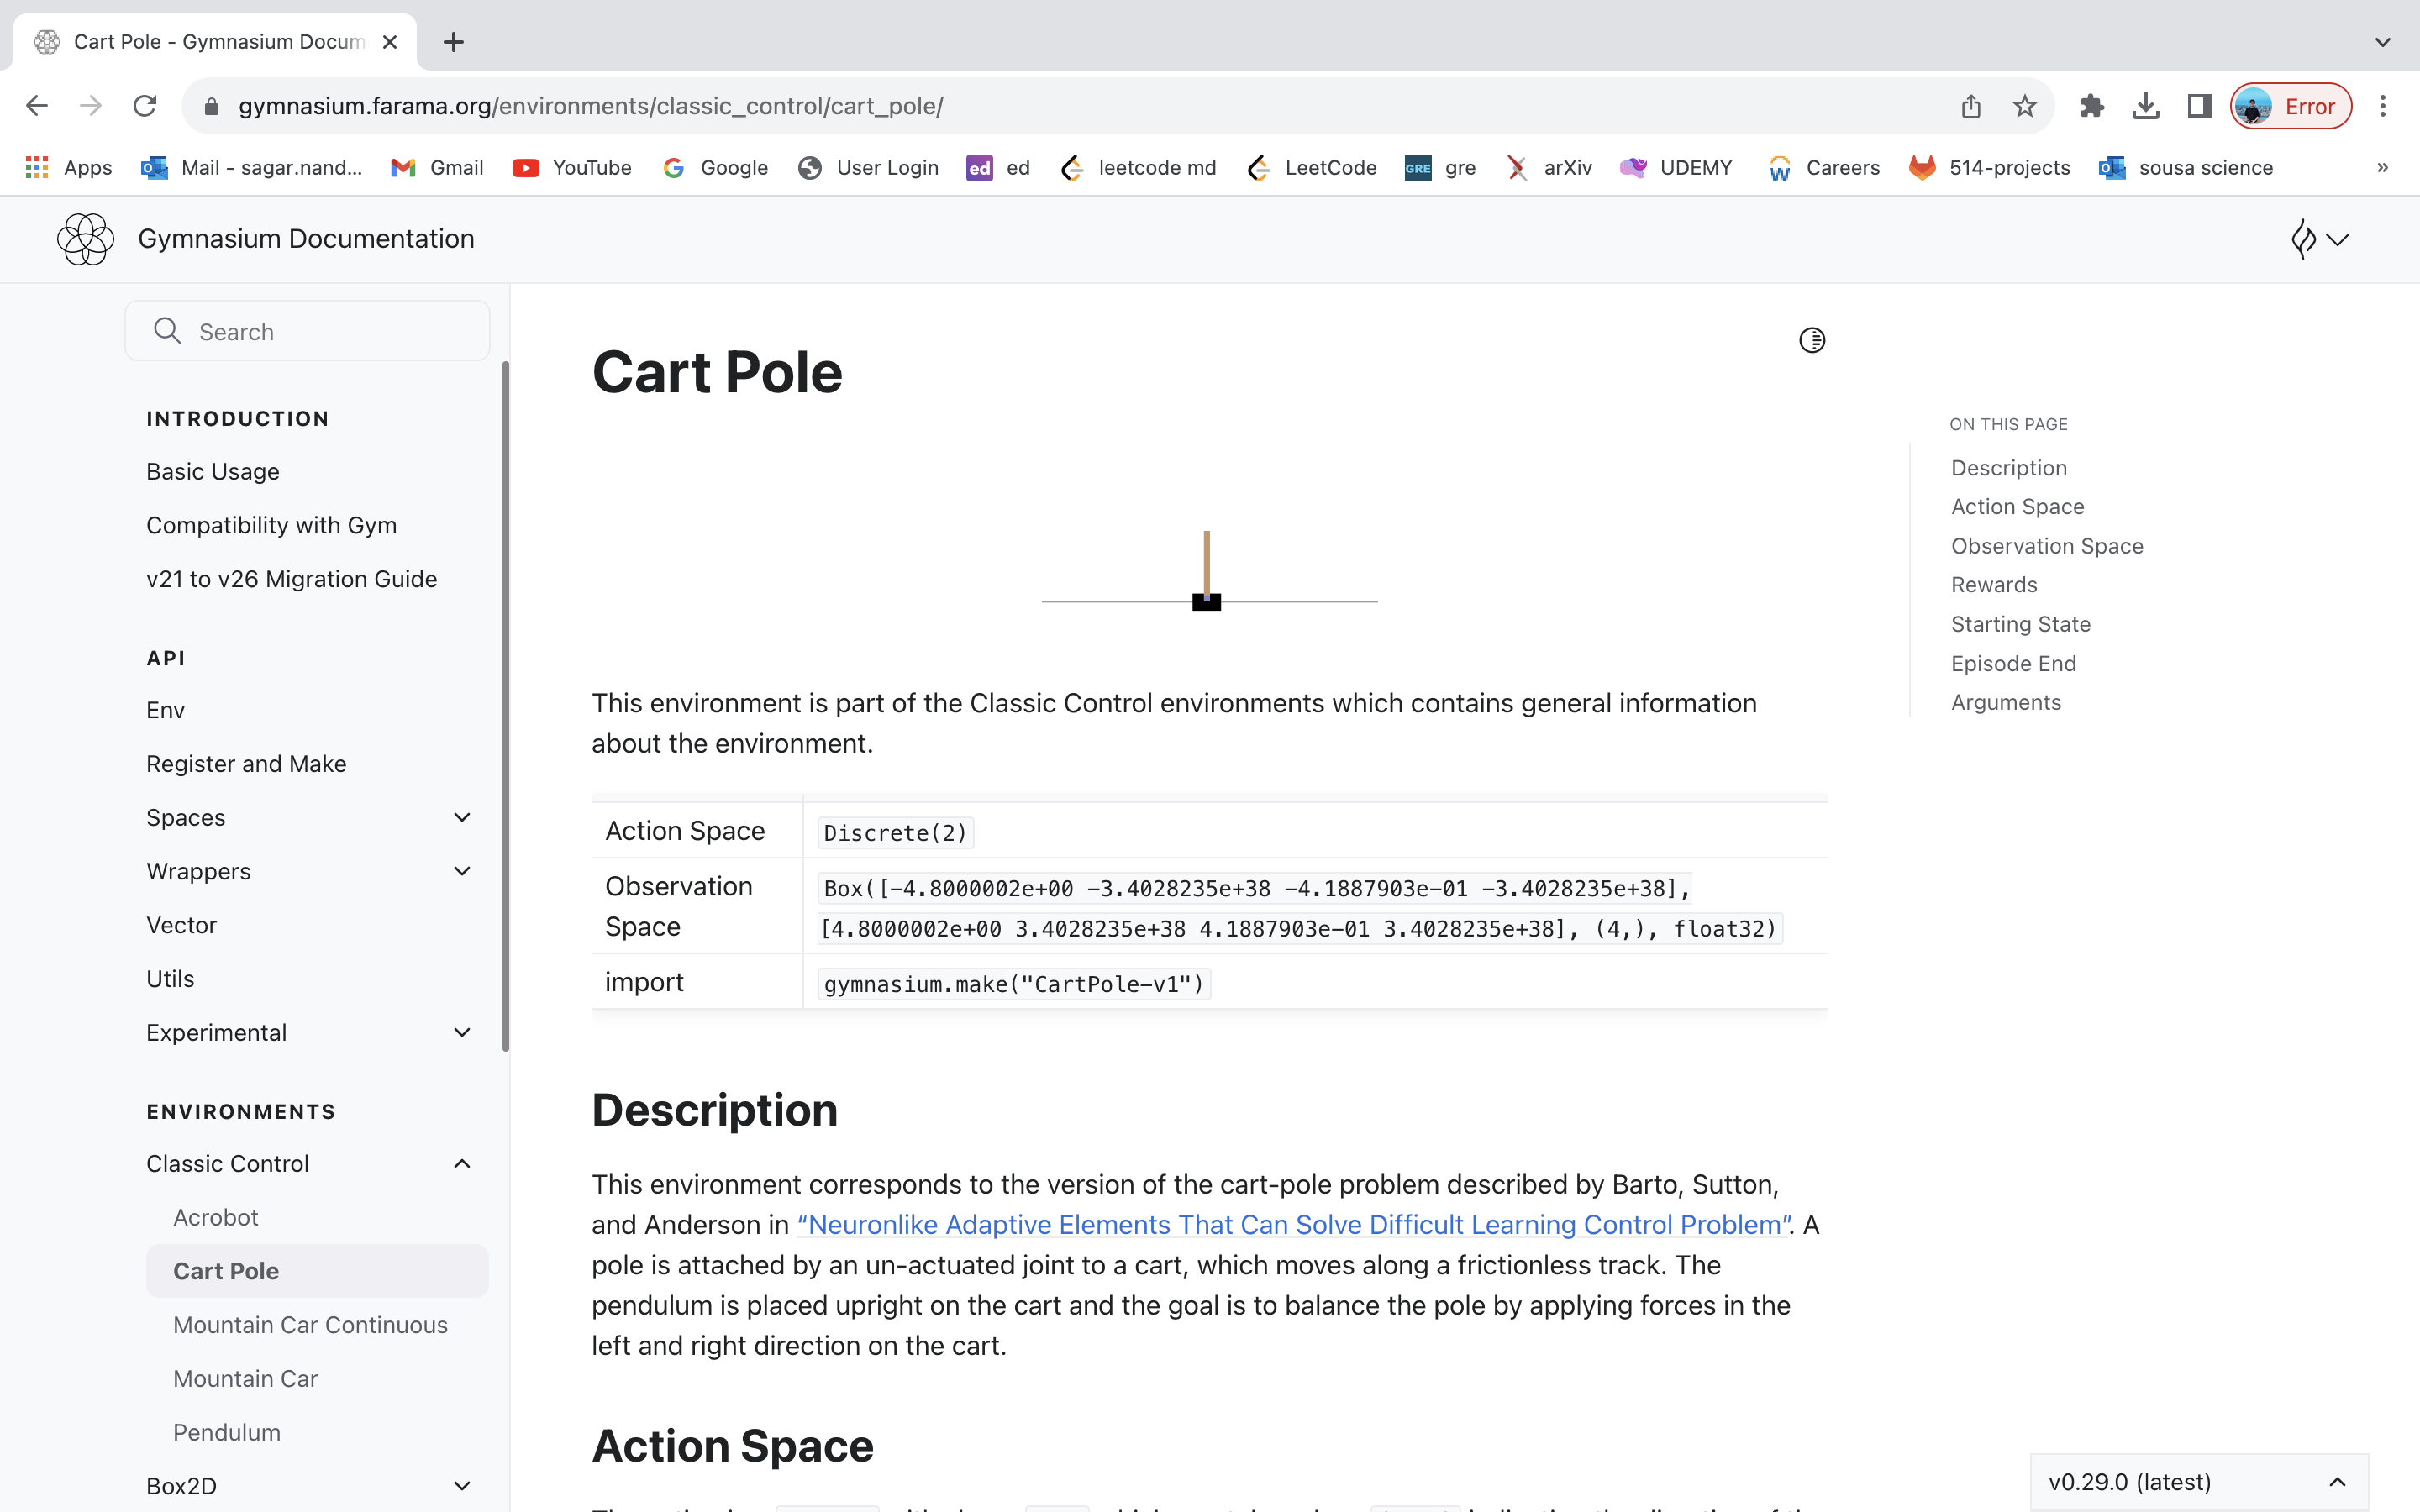 Cart Pole - Gymnasium Docum
gymnasium.farama.org/environments/classic_control/cart_pole/
Error
Apps
Mail - sagar.nand...
Gmail
YouTube
Google
User Login
ed ed
leetcode md
LeetCode
GRE gre
arXiv
UDEMY
Careers
514-projects
sousa science
»
Gymnasium Documentation
Search
INTRODUCTION
Basic Usage
Compatibility with Gym
v21 to v26 Migration Guide
API
Env
Register and Make
Spaces
Wrappers
Vector
Utils
Experimental
ENVIRONMENTS
Classic Control
Acrobot
Cart Pole
Mountain Car Continuous
Mountain Car
Pendulum
Box2D
Cart Pole
This environment is part of the Classic Control environments which contains general information
about the environment.
Action Space Discrete(2)
Observation Space
Box([-4.8000002e+00 -3.4028235e+38 -4.1887903e-01 -3.4028235e+38],
[4.8000002e+00 3.4028235e+38 4.1887903e-01 3.4028235e+38], (4,), float32)
import gymnasium.make("CartPole-v1")
Description
This environment corresponds to the version of the cart-pole problem described by Barto, Sutton,
and Anderson in “Neuronlike Adaptive Elements That Can Solve Difficult Learning Control Problem”. A
pole is attached by an un-actuated joint to a cart, which moves along a frictionless track. The
pendulum is placed upright on the cart and the goal is to balance the pole by applying forces in the
left and right direction on the cart.
Action Space
ON THIS PAGE
Description
Action Space
Observation Space
Rewards
Starting State
Episode End
Arguments
v0.29.0 (latest)